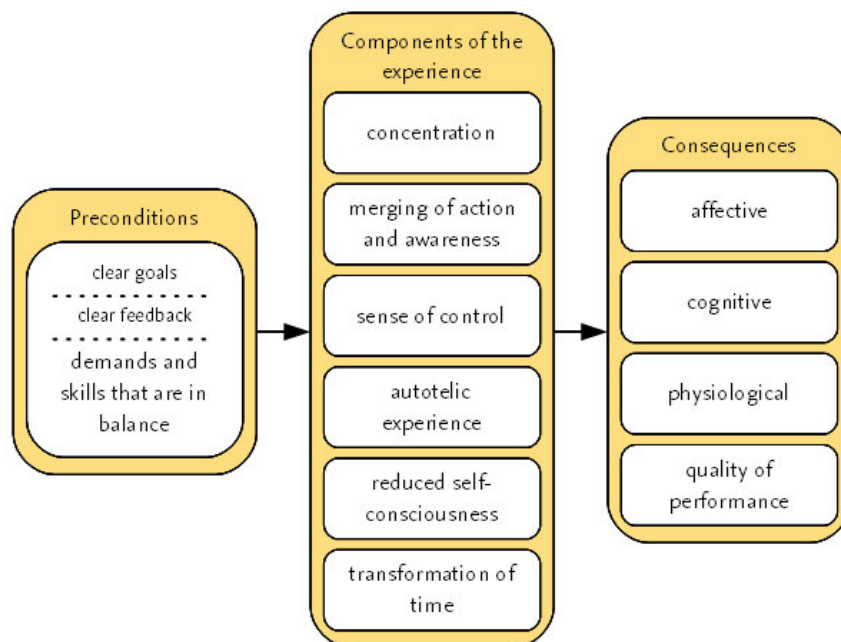 Preconditions
clear goals
clear feedback
demands and
skills that are in
balance
Components of the
experience
concentration
merging of action
and awareness
sense of control
autotelic
experience
reduced self-
consciousness
transformation of
time
Consequences
affective
cognitive
physiological
quality of
performance